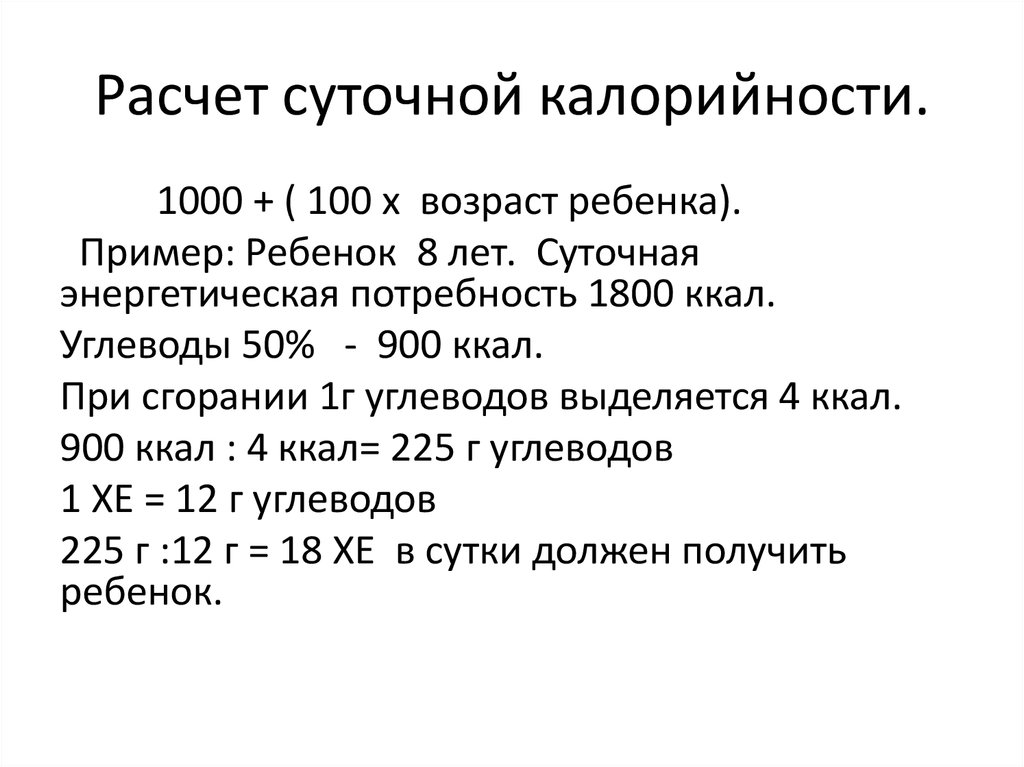 Расчет суточной калорийности.
1000 + ( 100 х  возраст ребенка).
Пример: Ребенок  8 лет.  Суточная
энергетическая потребность 1800 ккал.
Углеводы 50%   -  900 ккал.
При сгорании 1г углеводов выделяется 4 ккал.
900 ккал : 4 ккал= 225 г углеводов
1 ХЕ = 12 г углеводов
225 г :12 г = 18 ХЕ  в сутки должен получить
ребенок.